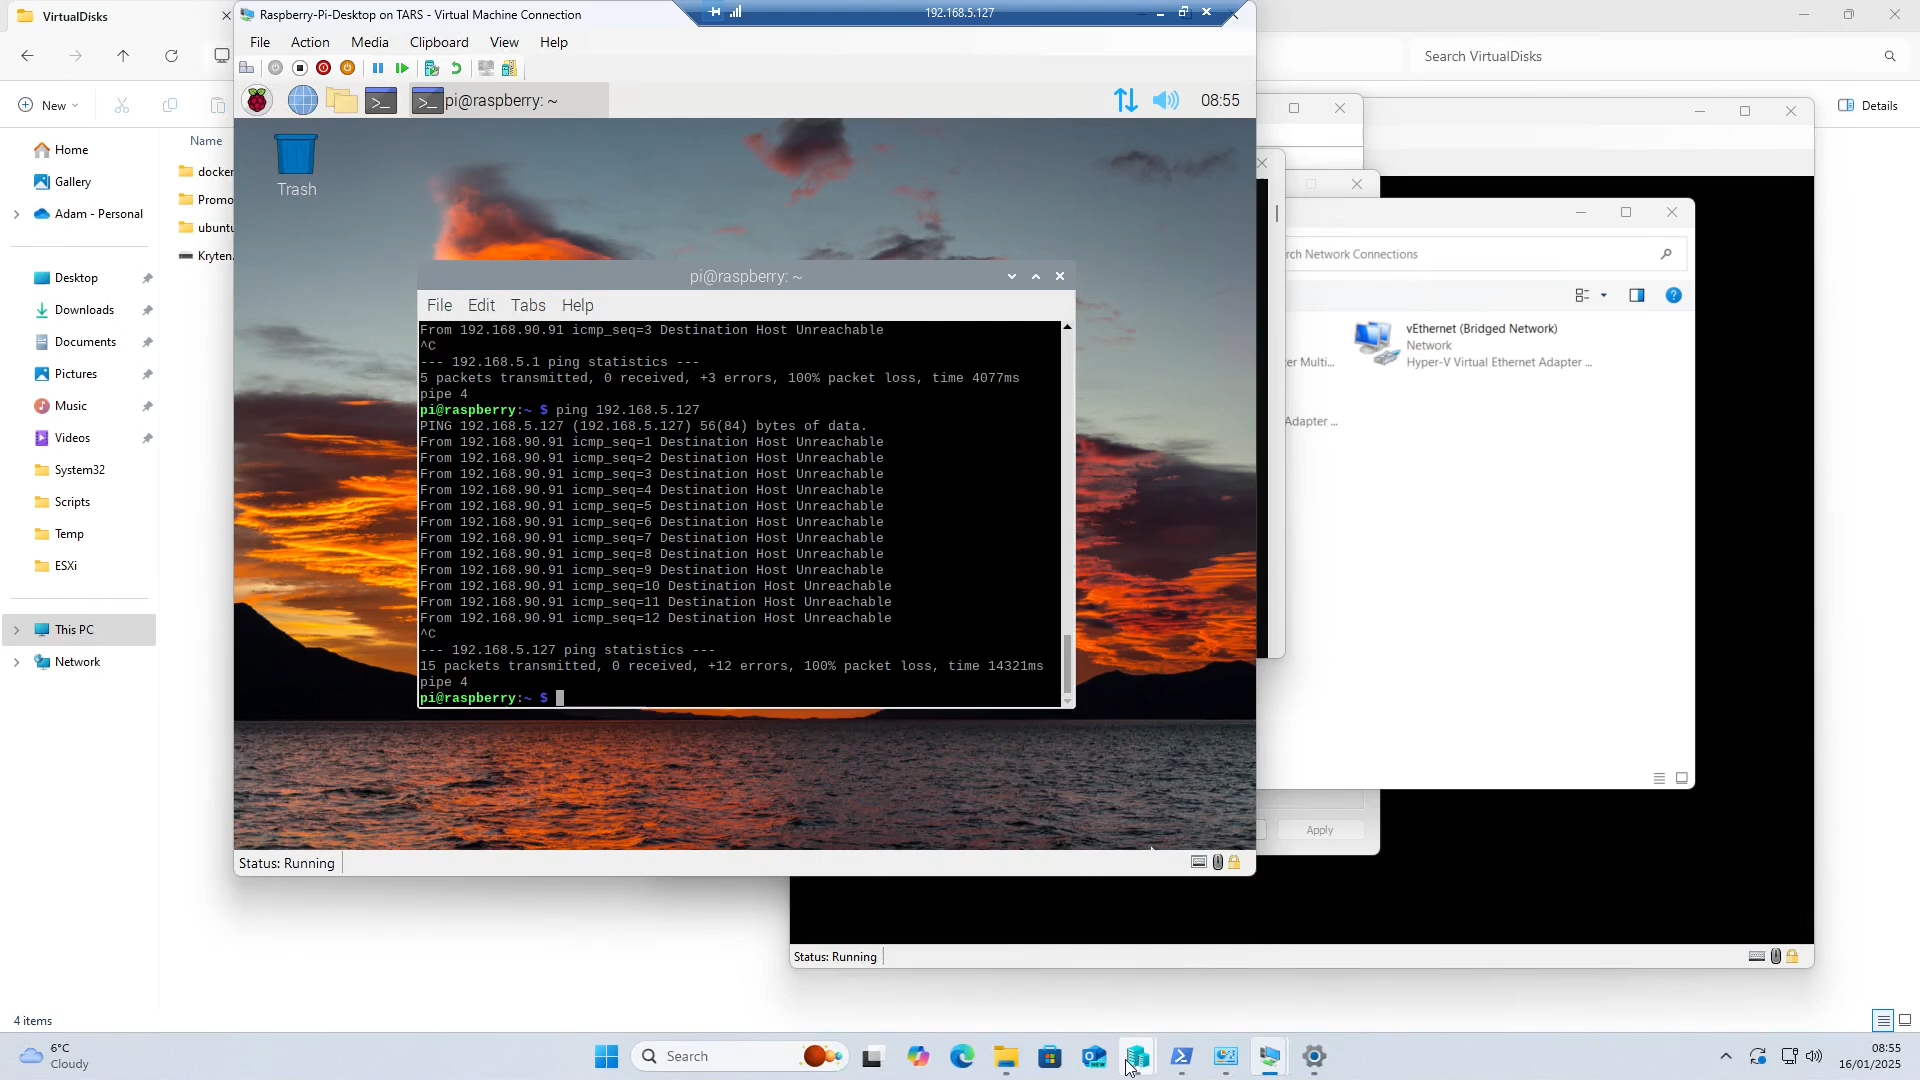 VirtualDisks
Raspberry-Pi-Desktop on TARS - Virtual Machine Connection
192.168.5.127
File Action Media Clipboard View Help
Search VirtualDisks
New
Details
pi@raspberry: ~
08:55
Home
Gallery
Adam - Personal
Desktop
Downloads
Documents
Pictures
Music
Videos
System32
Scripts
Temp
ESXi
This PC
Network
Name
docker
Promo
ubuntu
Kryten.
Trash
pi@raspberry: ~
File Edit Tabs Help
From 192.168.90.91 icmp_seq=3 Destination Host Unreachable
^C
--- 192.168.5.1 ping statistics ---
5 packets transmitted, 0 received, +3 errors, 100% packet loss, time 4077ms
pipe 4
pi@raspberry:~ $ ping 192.168.5.127
PING 192.168.5.127 (192.168.5.127) 56(84) bytes of data.
From 192.168.90.91 icmp_seq=1 Destination Host Unreachable
From 192.168.90.91 icmp_seq=2 Destination Host Unreachable
From 192.168.90.91 icmp_seq=3 Destination Host Unreachable
From 192.168.90.91 icmp_seq=4 Destination Host Unreachable
From 192.168.90.91 icmp_seq=5 Destination Host Unreachable
From 192.168.90.91 icmp_seq=6 Destination Host Unreachable
From 192.168.90.91 icmp_seq=7 Destination Host Unreachable
From 192.168.90.91 icmp_seq=8 Destination Host Unreachable
From 192.168.90.91 icmp_seq=9 Destination Host Unreachable
From 192.168.90.91 icmp_seq=10 Destination Host Unreachable
From 192.168.90.91 icmp_seq=11 Destination Host Unreachable
From 192.168.90.91 icmp_seq=12 Destination Host Unreachable
^C
--- 192.168.5.127 ping statistics ---
15 packets transmitted, 0 received, +12 errors, 100% packet loss, time 14321ms
pipe 4
pi@raspberry:~ $
rch Network Connections
vEthernet (Bridged Network)
Network
Hyper-V Virtual Ethernet Adapter ...
er Multi...
Adapter ...
Apply
Status: Running
Status: Running
4 items
6°C
Cloudy
Search
08:55
16/01/2025